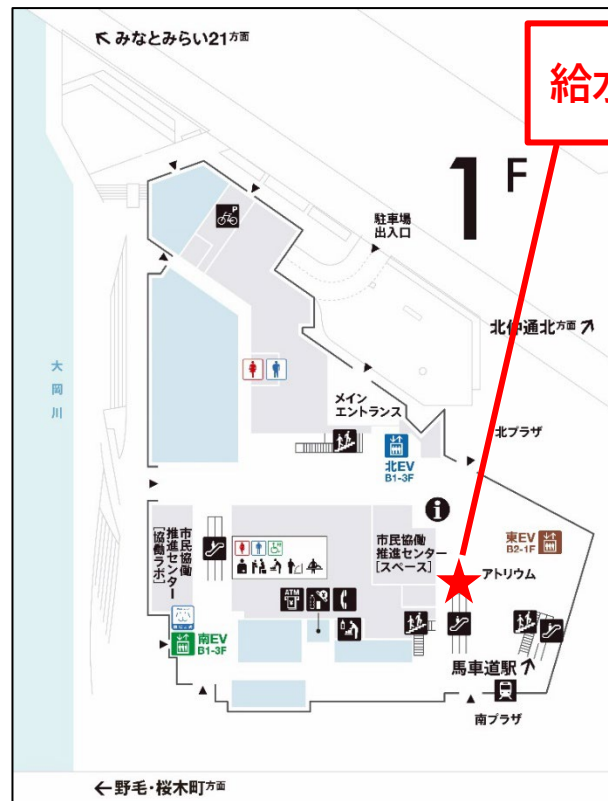 みなとみらい21方面
給水
1F
P
駐車場
出入口
北仲通北方面
大岡川
メイン
エントランス
北プラザ
北EV
B1-3F
i
市民協働
推進センター
[協働ラボ]
市民協働
推進センター
[スペース]
東EV
B2-1F
アトリウム
ATM
南EV
B1-3F
馬車道駅
南プラザ
野毛・桜木町方面